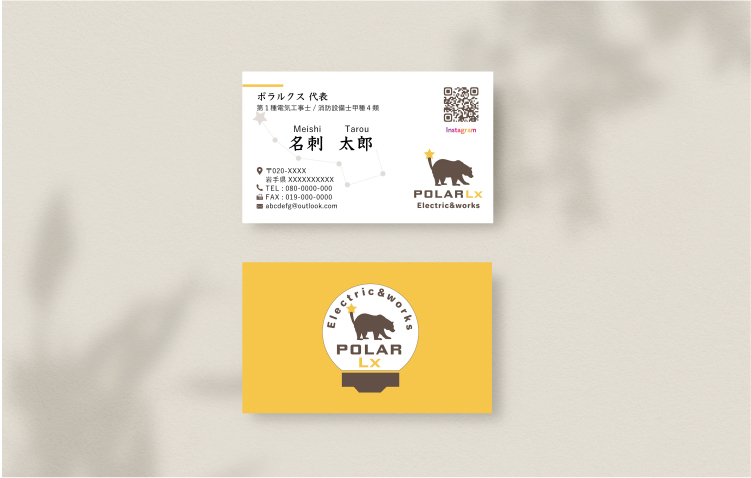 ポラルクス 代表
第1種電気工事士 / 消防設備士甲種4類
Meishi Tarou
名刺 太郎
〒020-XXXX
岩手県 XXXXXXXXXX
TEL : 080-0000-000
FAX : 019-000-0000
abcdefg@outlook.com
Instagram
POLARLx
Electric&works
Electric&works
POLAR
Lx